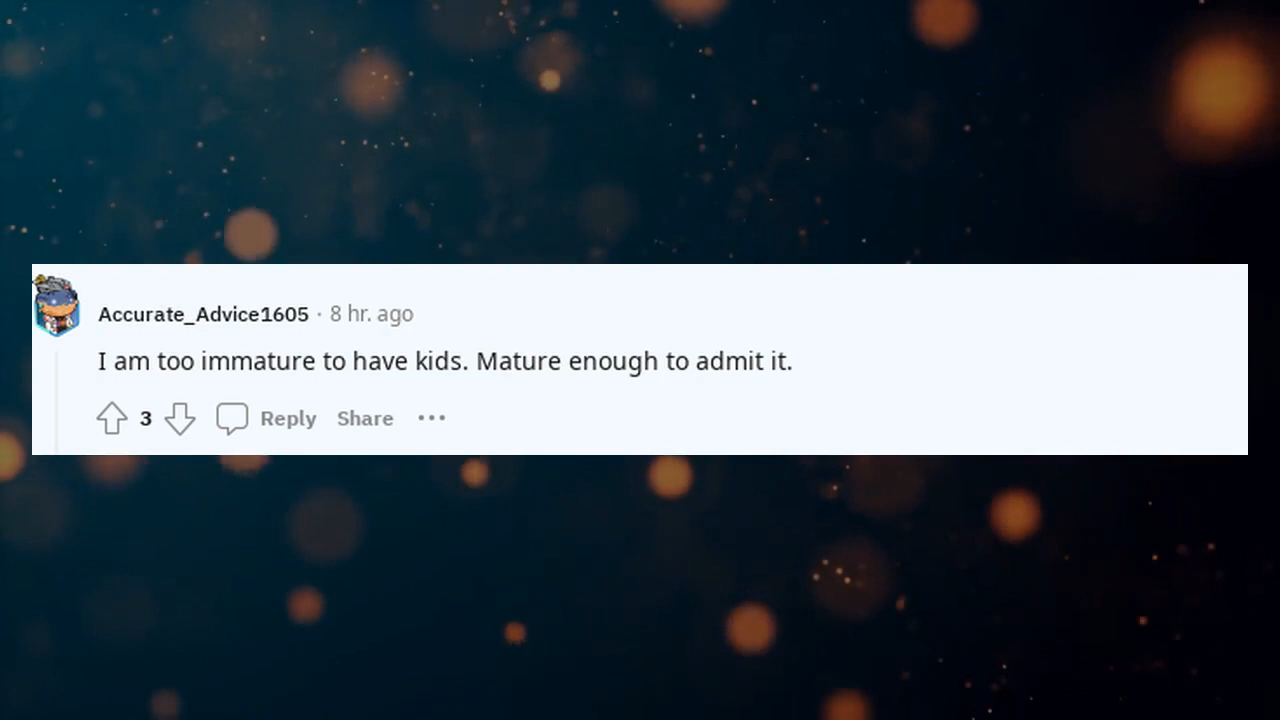 Accurate_Advice1605 · 8 hr. ago
I am too immature to have kids. Mature enough to admit it.
3 Reply Share ···